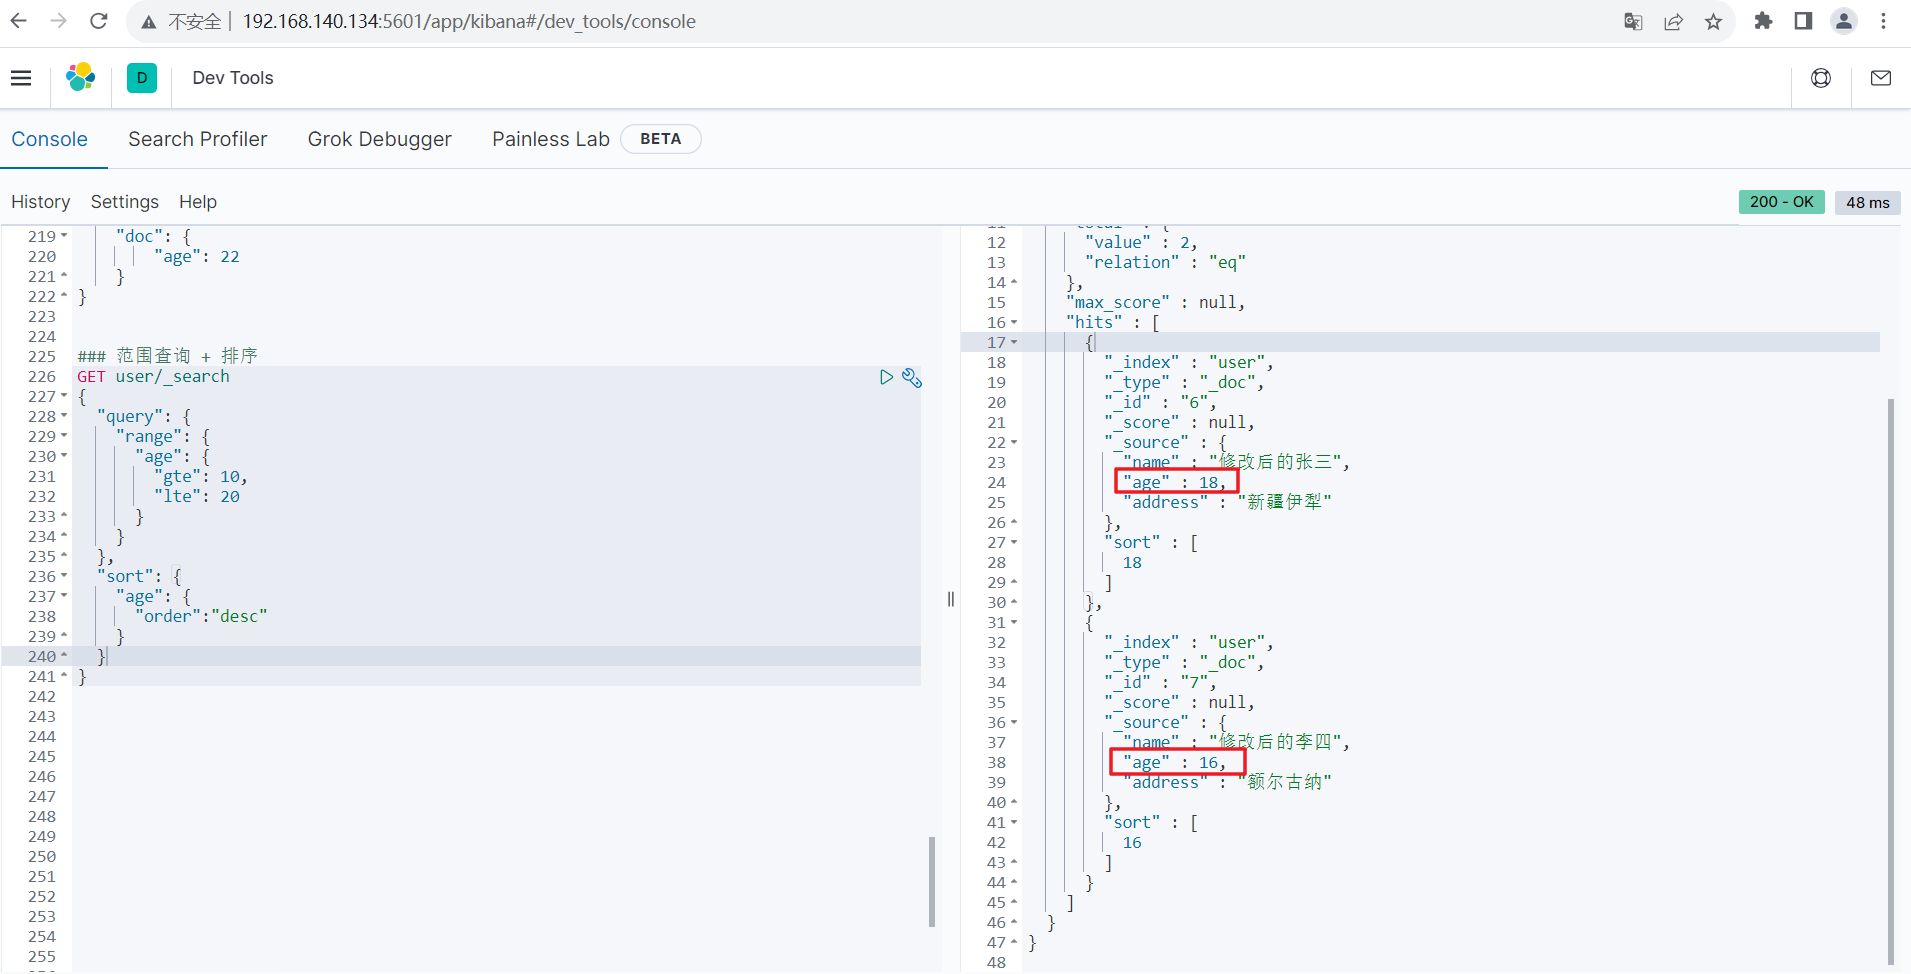 不安全 192.168.140.134:5601/app/kibana#/dev_tools/console
D Dev Tools
Console Search Profiler Grok Debugger Painless Lab BETA
History Settings Help
200 - OK 48 ms
219 "doc": {
220 "age": 22
221 }
222 }
223
224
225 ### 范围查询 + 排序
226 GET user/_search
227 {
228 "query": {
229 "range": {
230 "age": {
231 "gte": 10,
232 "lte": 20
233 }
234 }
235 },
236 "sort": {
237 "age": {
238 "order":"desc"
239 }
240 }
241 }
242
243
244
245
246
247
248
249
250
251
252
253
254
255
12 "value" : 2,
13 "relation" : "eq"
14 },
15 "max_score" : null,
16 "hits" : [
17 {
18 "_index" : "user",
19 "_type" : "_doc",
20 "_id" : "6",
21 "_score" : null,
22 "_source" : {
23 "name" : "修改后的张三",
24 "age" : 18,
25 "address" : "新疆伊犁"
26 },
27 "sort" : [
28 18
29 ]
30 },
31 {
32 "_index" : "user",
33 "_type" : "_doc",
34 "_id" : "7",
35 "_score" : null,
36 "_source" : {
37 "name" : "修改后的李四",
38 "age" : 16,
39 "address" : "额尔古纳"
40 },
41 "sort" : [
42 16
43 ]
44 }
45 ]
46 }
47 }
48